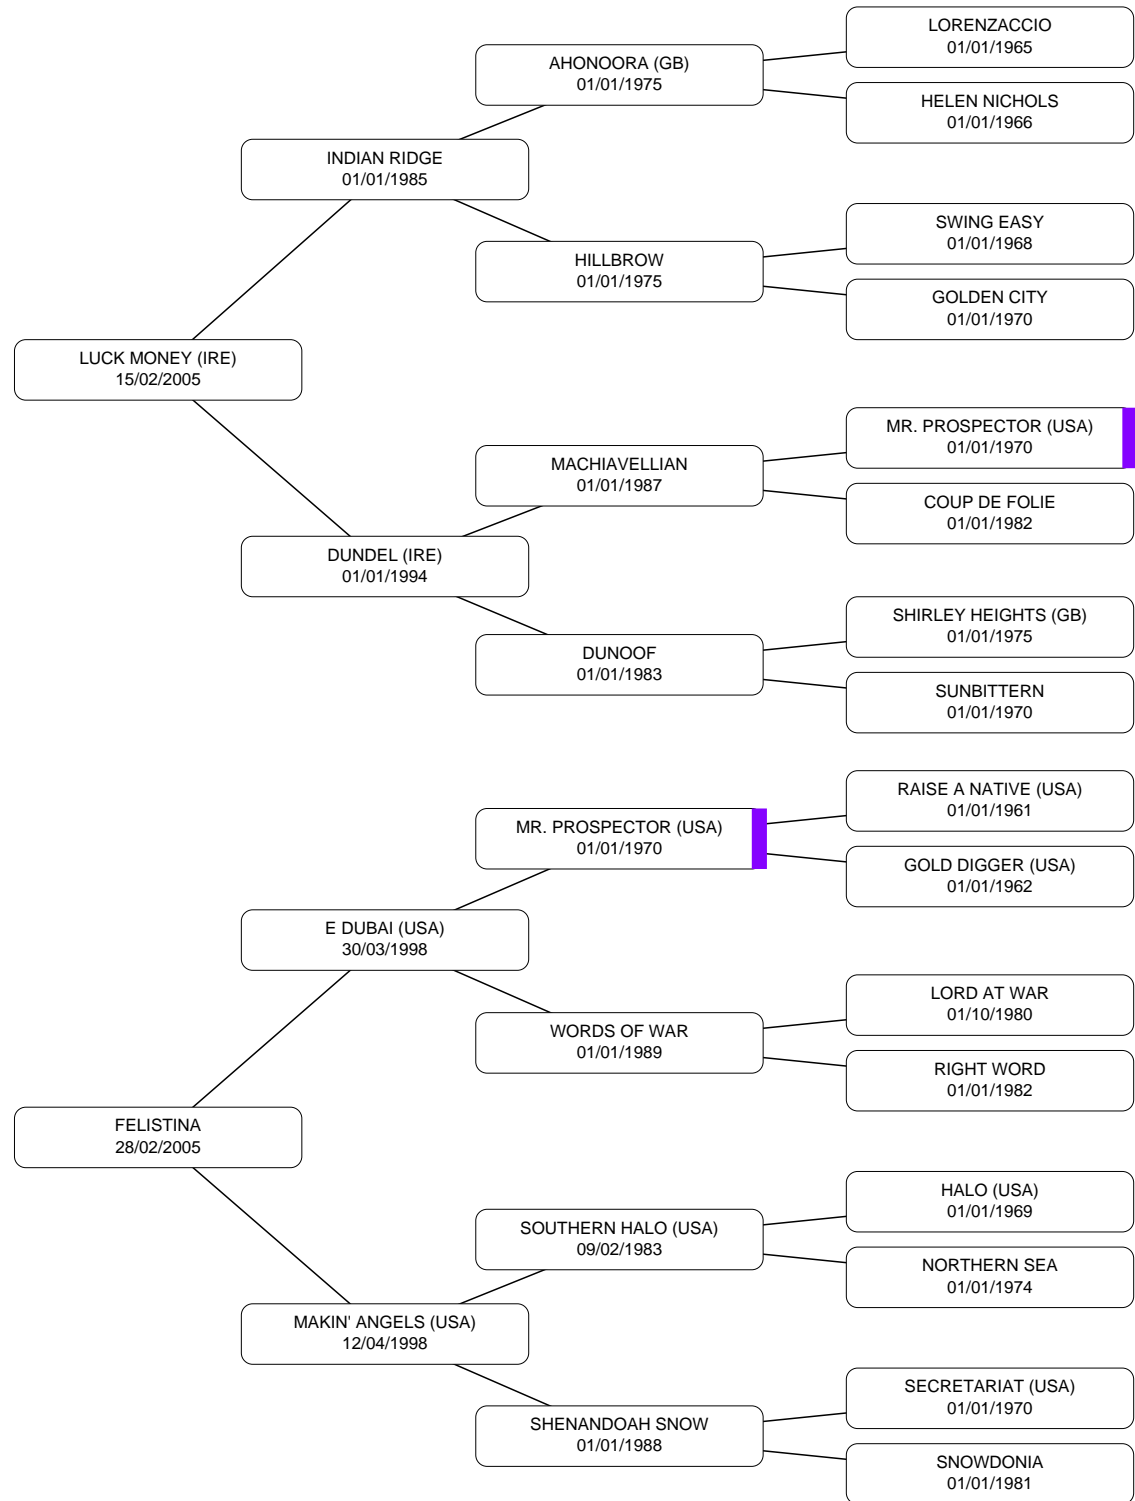 LORENZACCIO
01/01/1965
AHONOORA (GB)
01/01/1975
HELEN NICHOLS
01/01/1966
INDIAN RIDGE
01/01/1985
SWING EASY
01/01/1968
HILLBROW
01/01/1975
GOLDEN CITY
01/01/1970
LUCK MONEY (IRE)
15/02/2005
MR. PROSPECTOR (USA)
01/01/1970
MACHIAVELLIAN
01/01/1987
COUP DE FOLIE
01/01/1982
DUNDEL (IRE)
01/01/1994
SHIRLEY HEIGHTS (GB)
01/01/1975
DUNOOF
01/01/1983
SUNBITTERN
01/01/1970
RAISE A NATIVE (USA)
01/01/1961
MR. PROSPECTOR (USA)
01/01/1970
GOLD DIGGER (USA)
01/01/1962
E DUBAI (USA)
30/03/1998
LORD AT WAR
01/10/1980
WORDS OF WAR
01/01/1989
RIGHT WORD
01/01/1982
FELISTINA
28/02/2005
HALO (USA)
01/01/1969
SOUTHERN HALO (USA)
09/02/1983
NORTHERN SEA
01/01/1974
MAKIN' ANGELS (USA)
12/04/1998
SECRETARIAT (USA)
01/01/1970
SHENANDOAH SNOW
01/01/1988
SNOWDONIA
01/01/1981